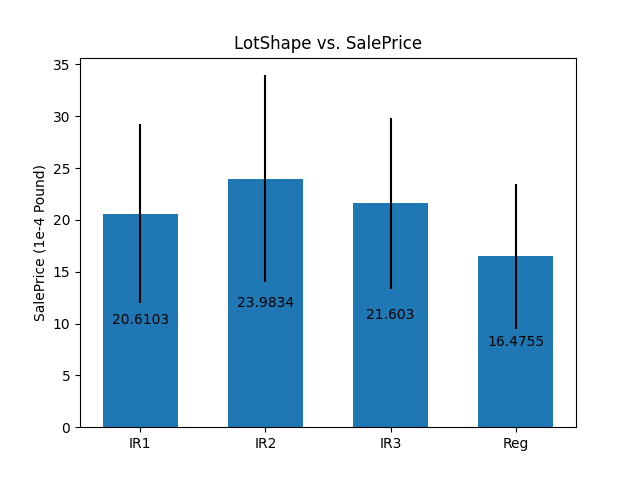 LotShape vs. SalePrice
SalePrice (1e-4 Pound)
35
30
25
20
15
10
5
0
20.6103
23.9834
21.603
16.4755
IR1
IR2
IR3
Reg